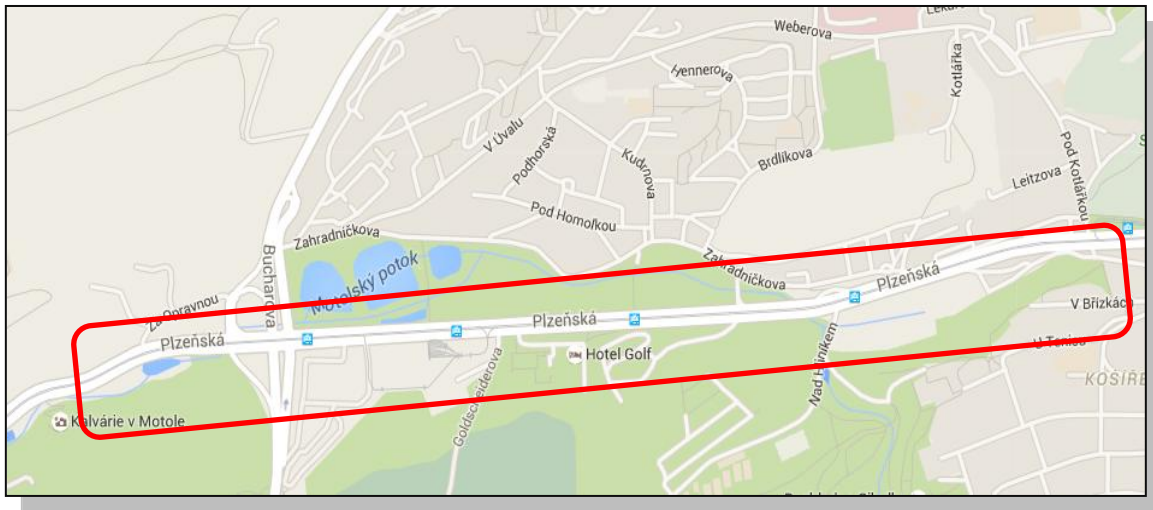 Weberova
Hennerova
Kotlářka
V Úvalu
Podhorská
Kudrnova
Brdlíkova
Pod Kotlářkou
Leitzova
Pod Homolkou
Zahradníčkova
Bucharova
Motolský potok
Zahradníčkova
Plzeňská
Za Opravnou
V Břízkách
Plzeňská
Plzeňská
Hotel Golf
Nad Hliníkem
U Tenisu
KOŠÍŘE
Goldscheiderova
Kalvárie v Motole